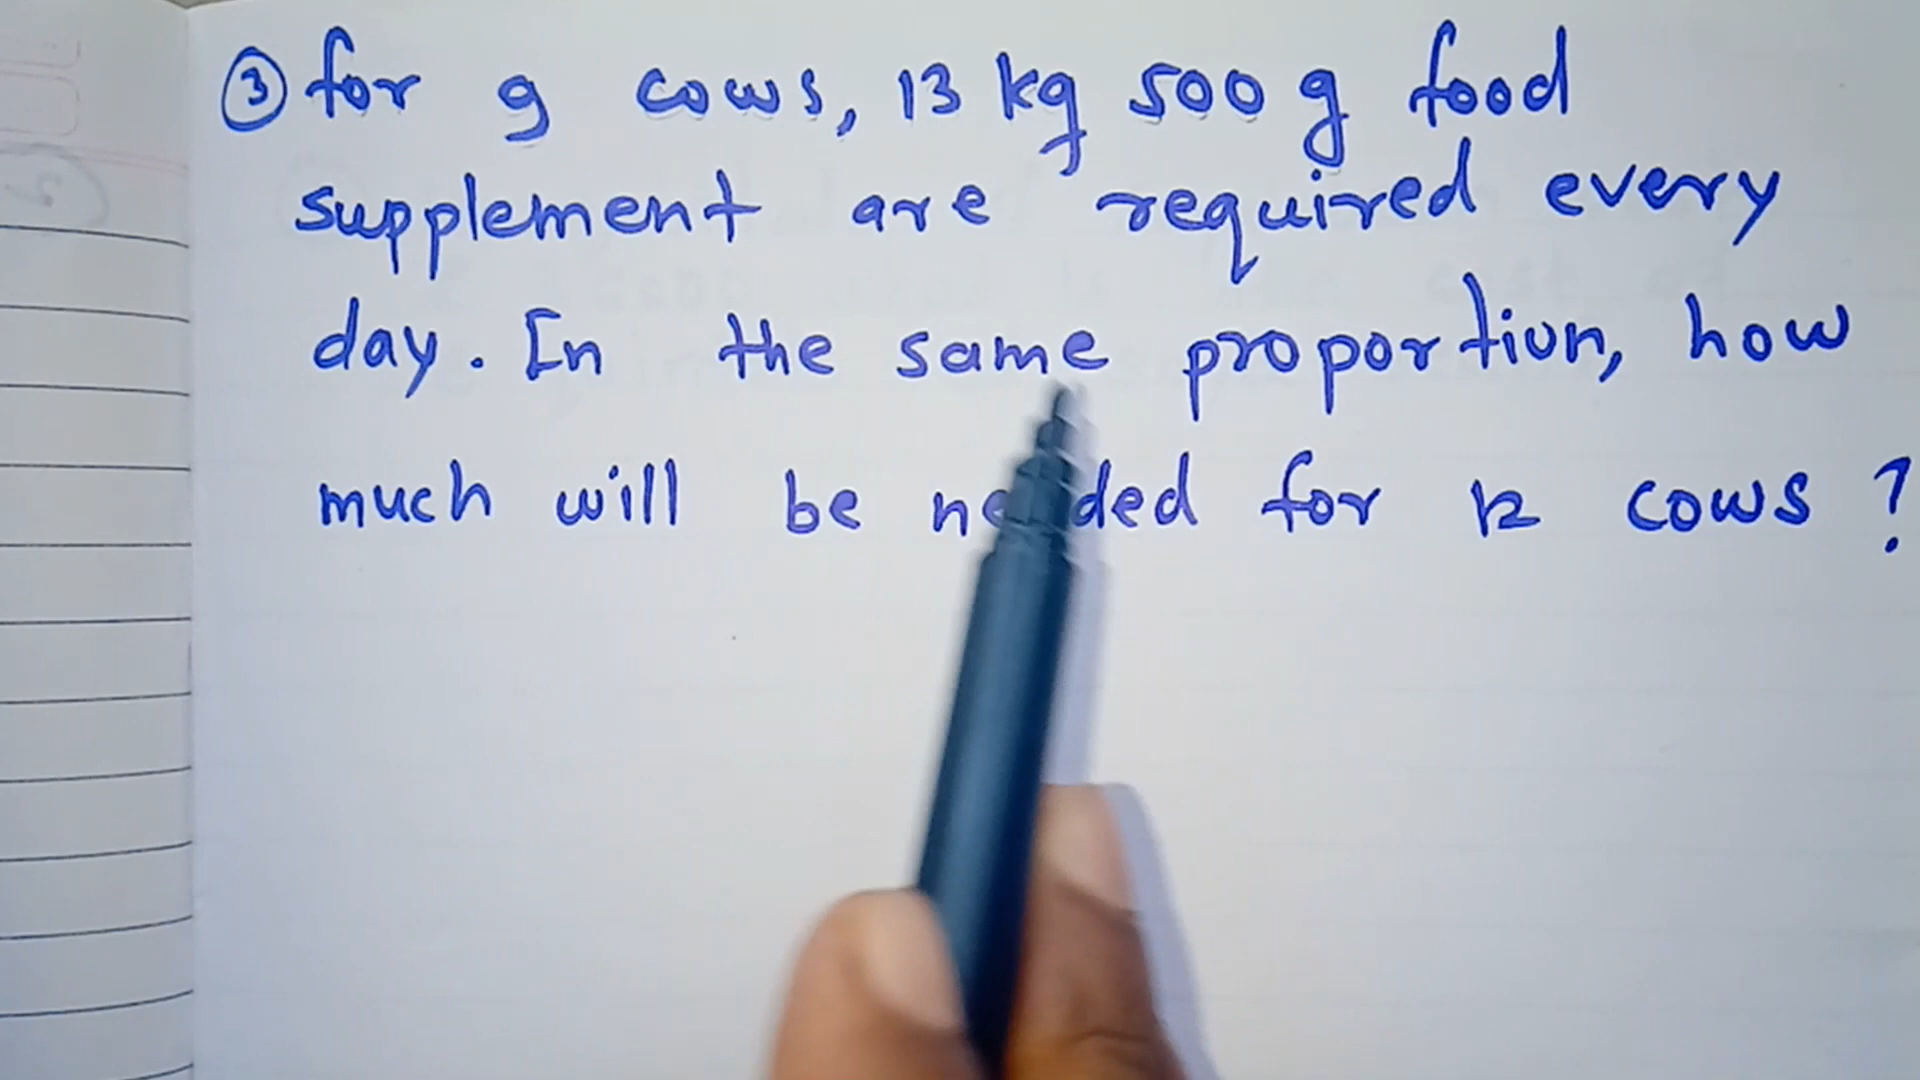 ③ for 9 cows, 13 kg 500 g food
supplement are required every
day. In the same proportion, how
much will be needed for 12 cows ?